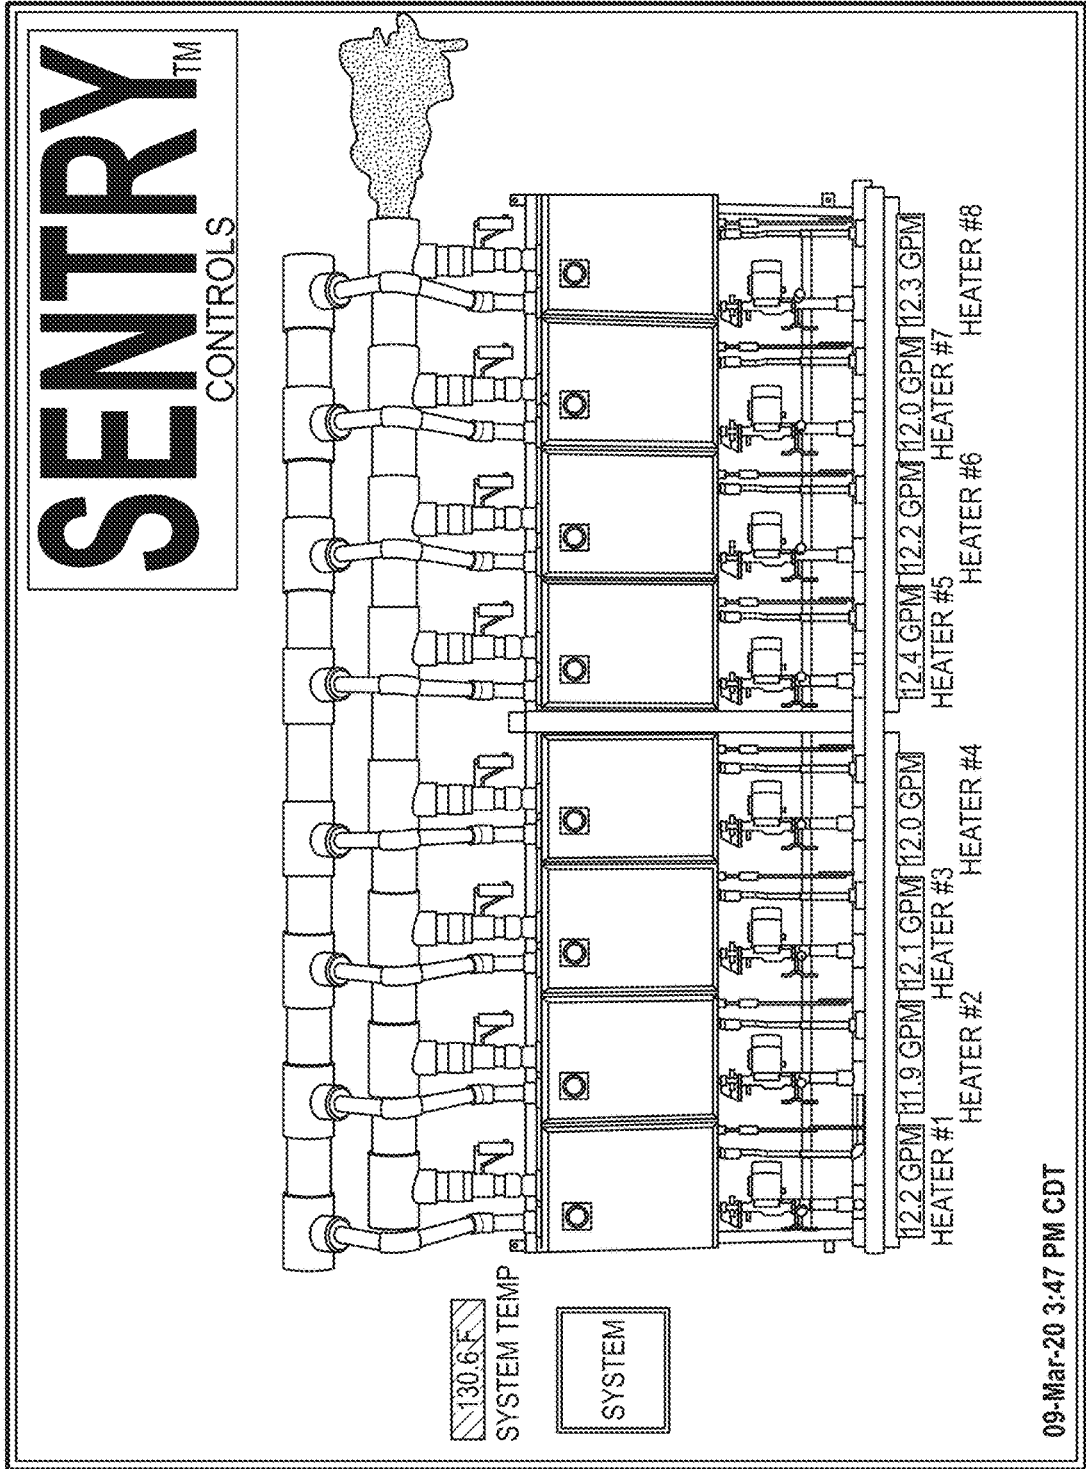 SENTRY™
CONTROLS
130.6 F
SYSTEM TEMP
SYSTEM
12.2 GPM 11.9 GPM 12.1 GPM 12.0 GPM 12.4 GPM 12.2 GPM 12.0 GPM 12.3 GPM
HEATER #1 HEATER #3 HEATER #5 HEATER #7
HEATER #2 HEATER #4 HEATER #6 HEATER #8
09-Mar-20 3:47 PM CDT